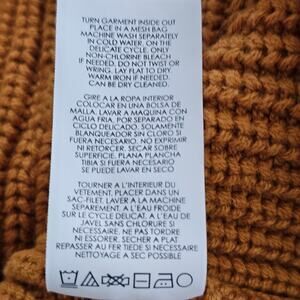 TURN GARMENT INSIDE OUT
PLACE IN A MESH BAG
MACHINE WASH SEPARATELY
IN COLD WATER, ON THE
DELICATE CYCLE. ONLY
NON-CHLORINE BLEACH
IF NEEDED. DO NOT TWIST OR
WRING. LAY FLAT TO DRY.
WARM IRON IF NEEDED.
CAN BE DRY CLEANED.
GIRE A LA ROPA INTERIOR
COLOCAR EN UNA BOLSA DE
MALLA. LAVAR A MAQUINA CON
AGUA FRIA, POR SEPARADO EN
CICLO DELICADO. SOLAMENTE
BLANQUEADOR SIN CLORO SI
FUERA NECESARIO. NO EXPRIMIR
NI RETORCER. SECAR SOBRE
SUPERFICIE. PLANA PLANCHA
TIBIA SI FUERA NECESARIO
SE PUEDE LAVAR EN SECO
TOURNER A L'INTERIEUR DU
VETEMENT, PLACER DANS UN
SAC-FILET. LAVER A LA MACHINE
SEPAREMENT. A L'EAU FROIDE
SUR LE CYCLE DELICAT. A L'EAU DE
JAVEL SANS CHLORURE SI
NECESSAIRE. NE PAS TORDRE
NI ESSORER. SECHER A PLAT
REPASSER AU FER TIEDE SI NECESSAIRE
NETTOYAGE A SEC POSSIBLE